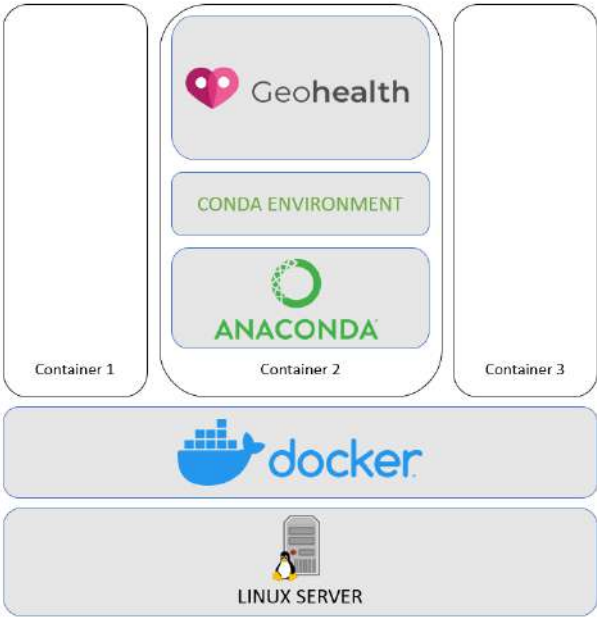 Geohealth
CONDA ENVIRONMENT
ANACONDA
Container 1
Container 2
Container 3
docker
LINUX SERVER